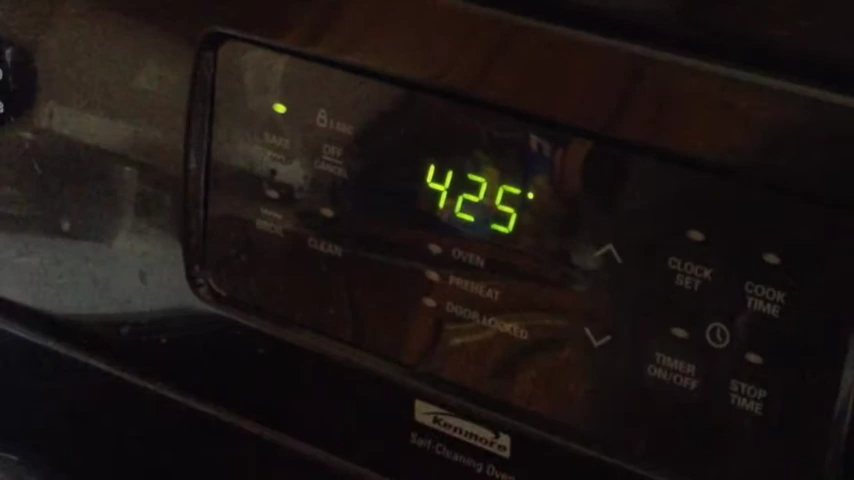 425°
BAKE
OFF
CANCEL
BROIL
CLEAN
OVEN
PREHEAT
DOOR LOCKED
CLOCK
SET
COOK
TIME
TIMER
ON/OFF
STOP
TIME
Kenmore
Self-Cleaning Oven